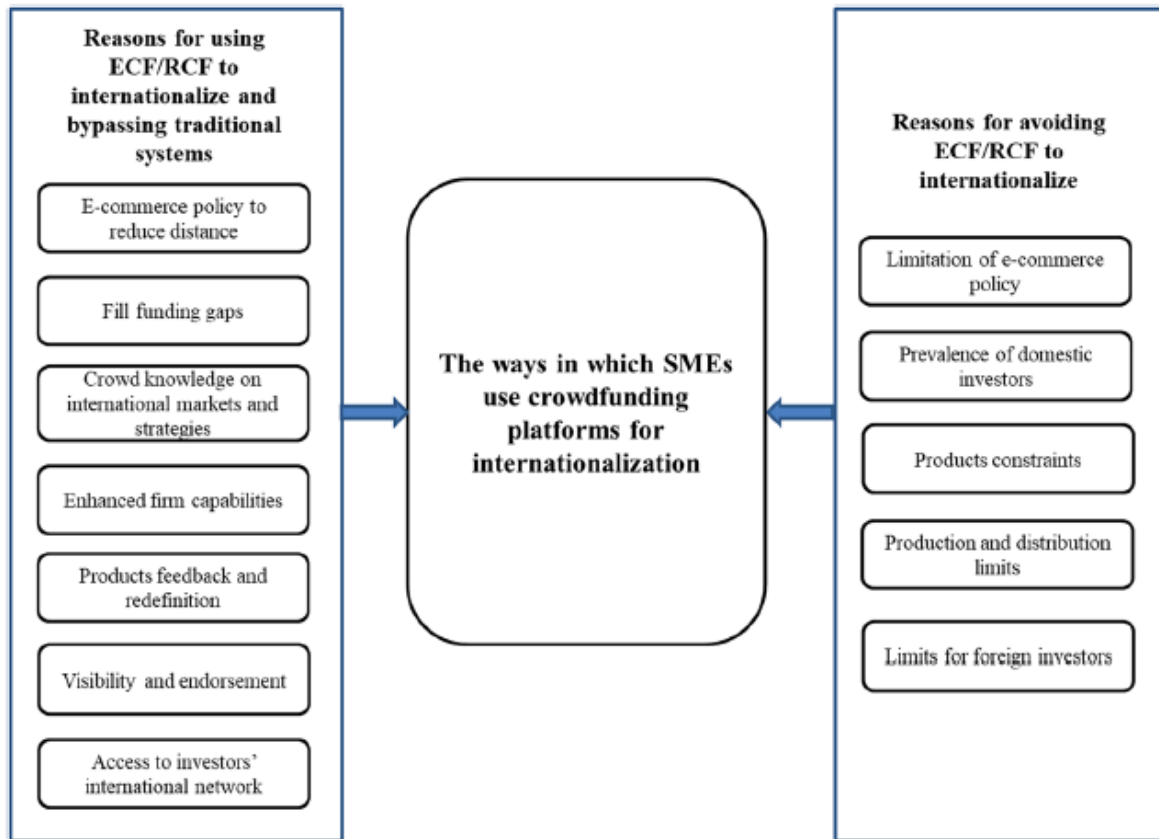 Reasons for using
ECF/RCF to
internationalize and
bypassing traditional
systems
E-commerce policy to
reduce distance
Fill funding gaps
Crowd knowledge on
international markets and
strategies
Enhanced firm capabilities
Products feedback and
redefinition
Visibility and endorsement
Access to investors'
international network
The ways in which SMEs
use crowdfunding
platforms for
internationalization
Reasons for avoiding
ECF/RCF to
internationalize
Limitation of e-commerce
policy
Prevalence of domestic
investors
Products constraints
Production and distribution
limits
Limits for foreign investors